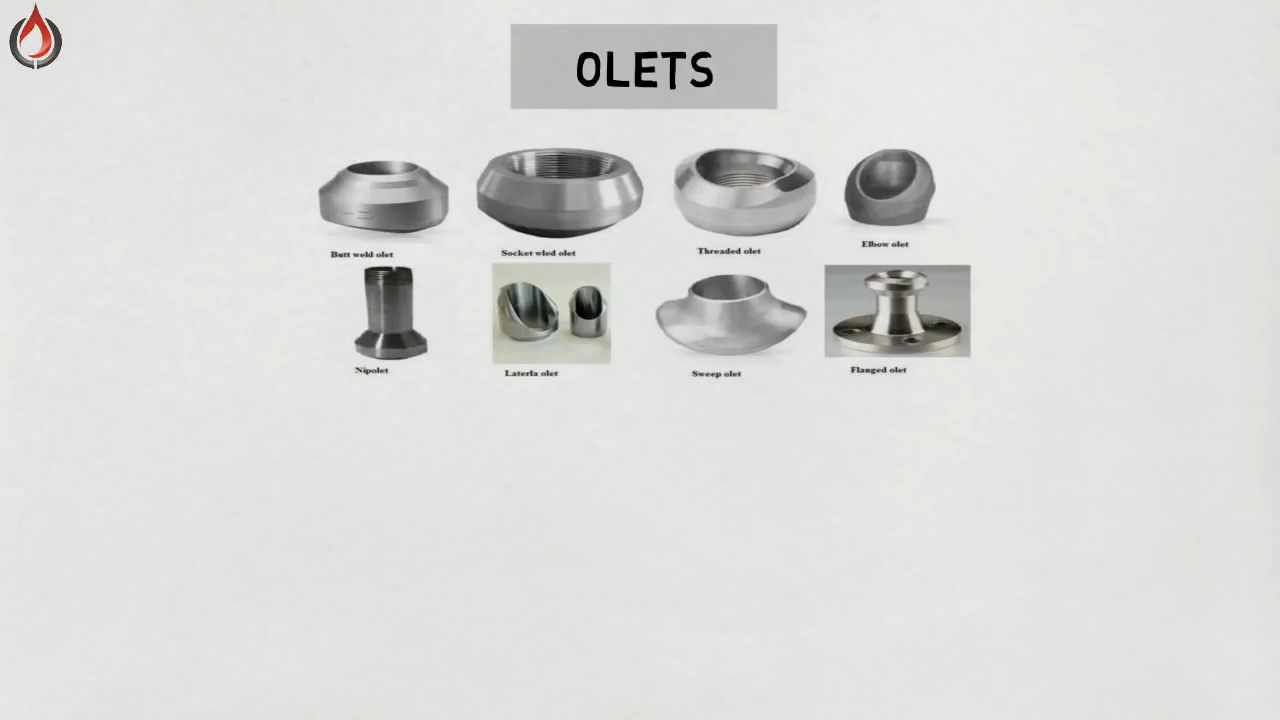 OLETS
Butt weld olet
Socket wled olet
Threaded olet
Elbow olet
Nipolet
Laterla olet
Sweep olet
Flanged olet